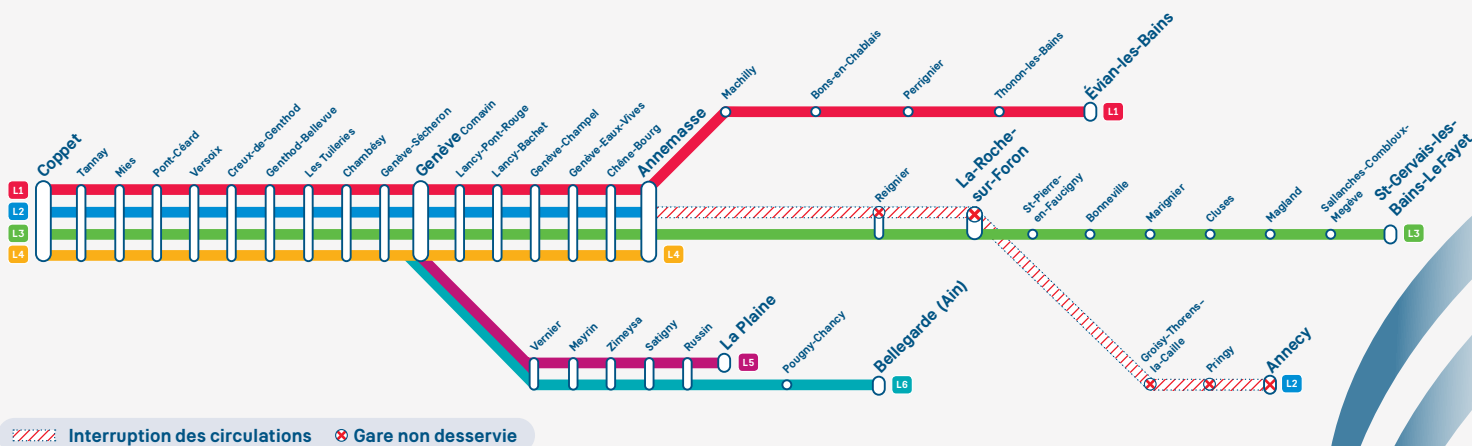 L1
L2
L3
L4
Coppet
Tannay
Mies
Pont-Céard
Versoix
Creux-de-Genthod
Genthod-Bellevue
Les Tuileries
Chambésy
Genève-Sécheron
Genève Cornavin
Lancy-Pont-Rouge
Lancy-Bachet
Genève-Champel
Genève-Eaux-Vives
Chêne-Bourg
Annemasse
L4
Machilly
Bons-en-Chablais
Perrignier
Thonon-les-Bains
Évian-les-Bains
L1
Reignier
La-Roche-
sur-Foron
St-Pierre-
en-Faucigny
Bonneville
Marignier
Cluses
Magland
Sallanches-Combloux-
Megève
St-Gervais-les-
Bains-LeFayet
L3
Vernier
Meyrin
Zimeysa
Satigny
Russin
La Plaine
L5
Pougny-Chancy
Bellegarde (Ain)
L6
Groisy-Thorens-
la-Caille
Pringy
Annecy
L2
Interruption des circulations
Gare non desservie